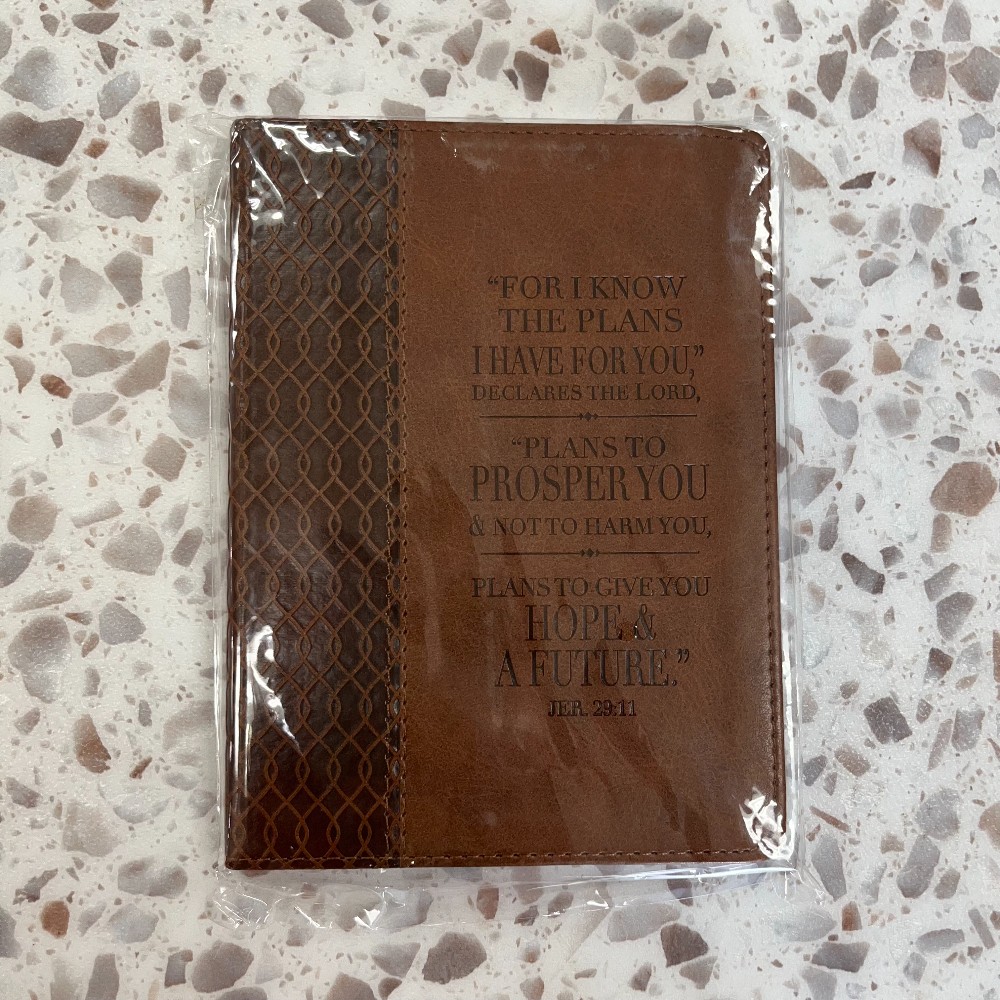 “FOR I KNOW
THE PLANS
I HAVE FOR YOU,”
DECLARES THE LORD,
“PLANS TO
PROSPER YOU
& NOT TO HARM YOU,
PLANS TO GIVE YOU
HOPE &
A FUTURE.”
JER. 29:11